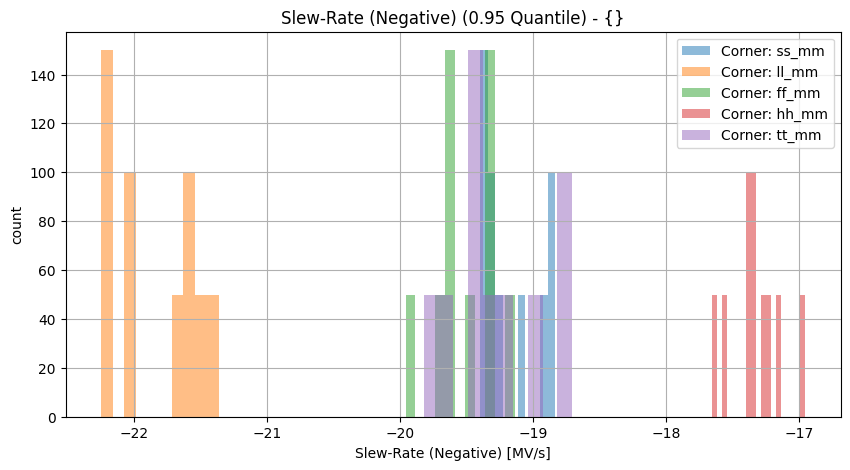 Slew-Rate (Negative) (0.95 Quantile) - {}
Corner: ss_mm
Corner: ll_mm
Corner: ff_mm
Corner: hh_mm
Corner: tt_mm
140
120
100
80
60
40
20
0
count
−22
−21
−20
−19
−18
−17
Slew-Rate (Negative) [MV/s]